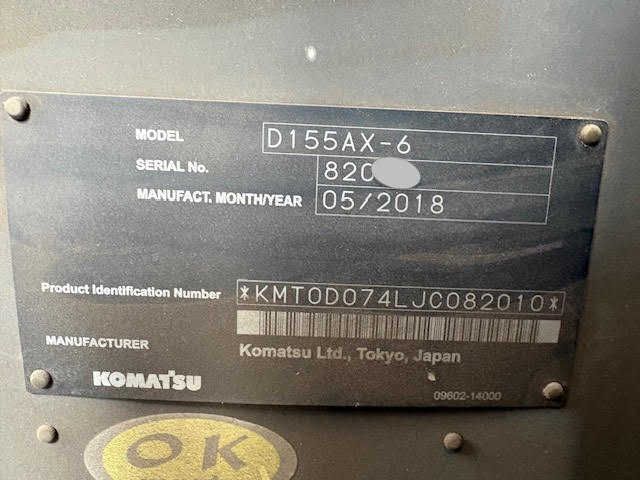 MODEL D155AX-6
SERIAL No. 820
MANUFACT. MONTH/YEAR 05/2018
Product Identification Number *KMT0D074LJC082010*
MANUFACTURER
Komatsu Ltd., Tokyo, Japan
KOMATSU
09602-14000
OK